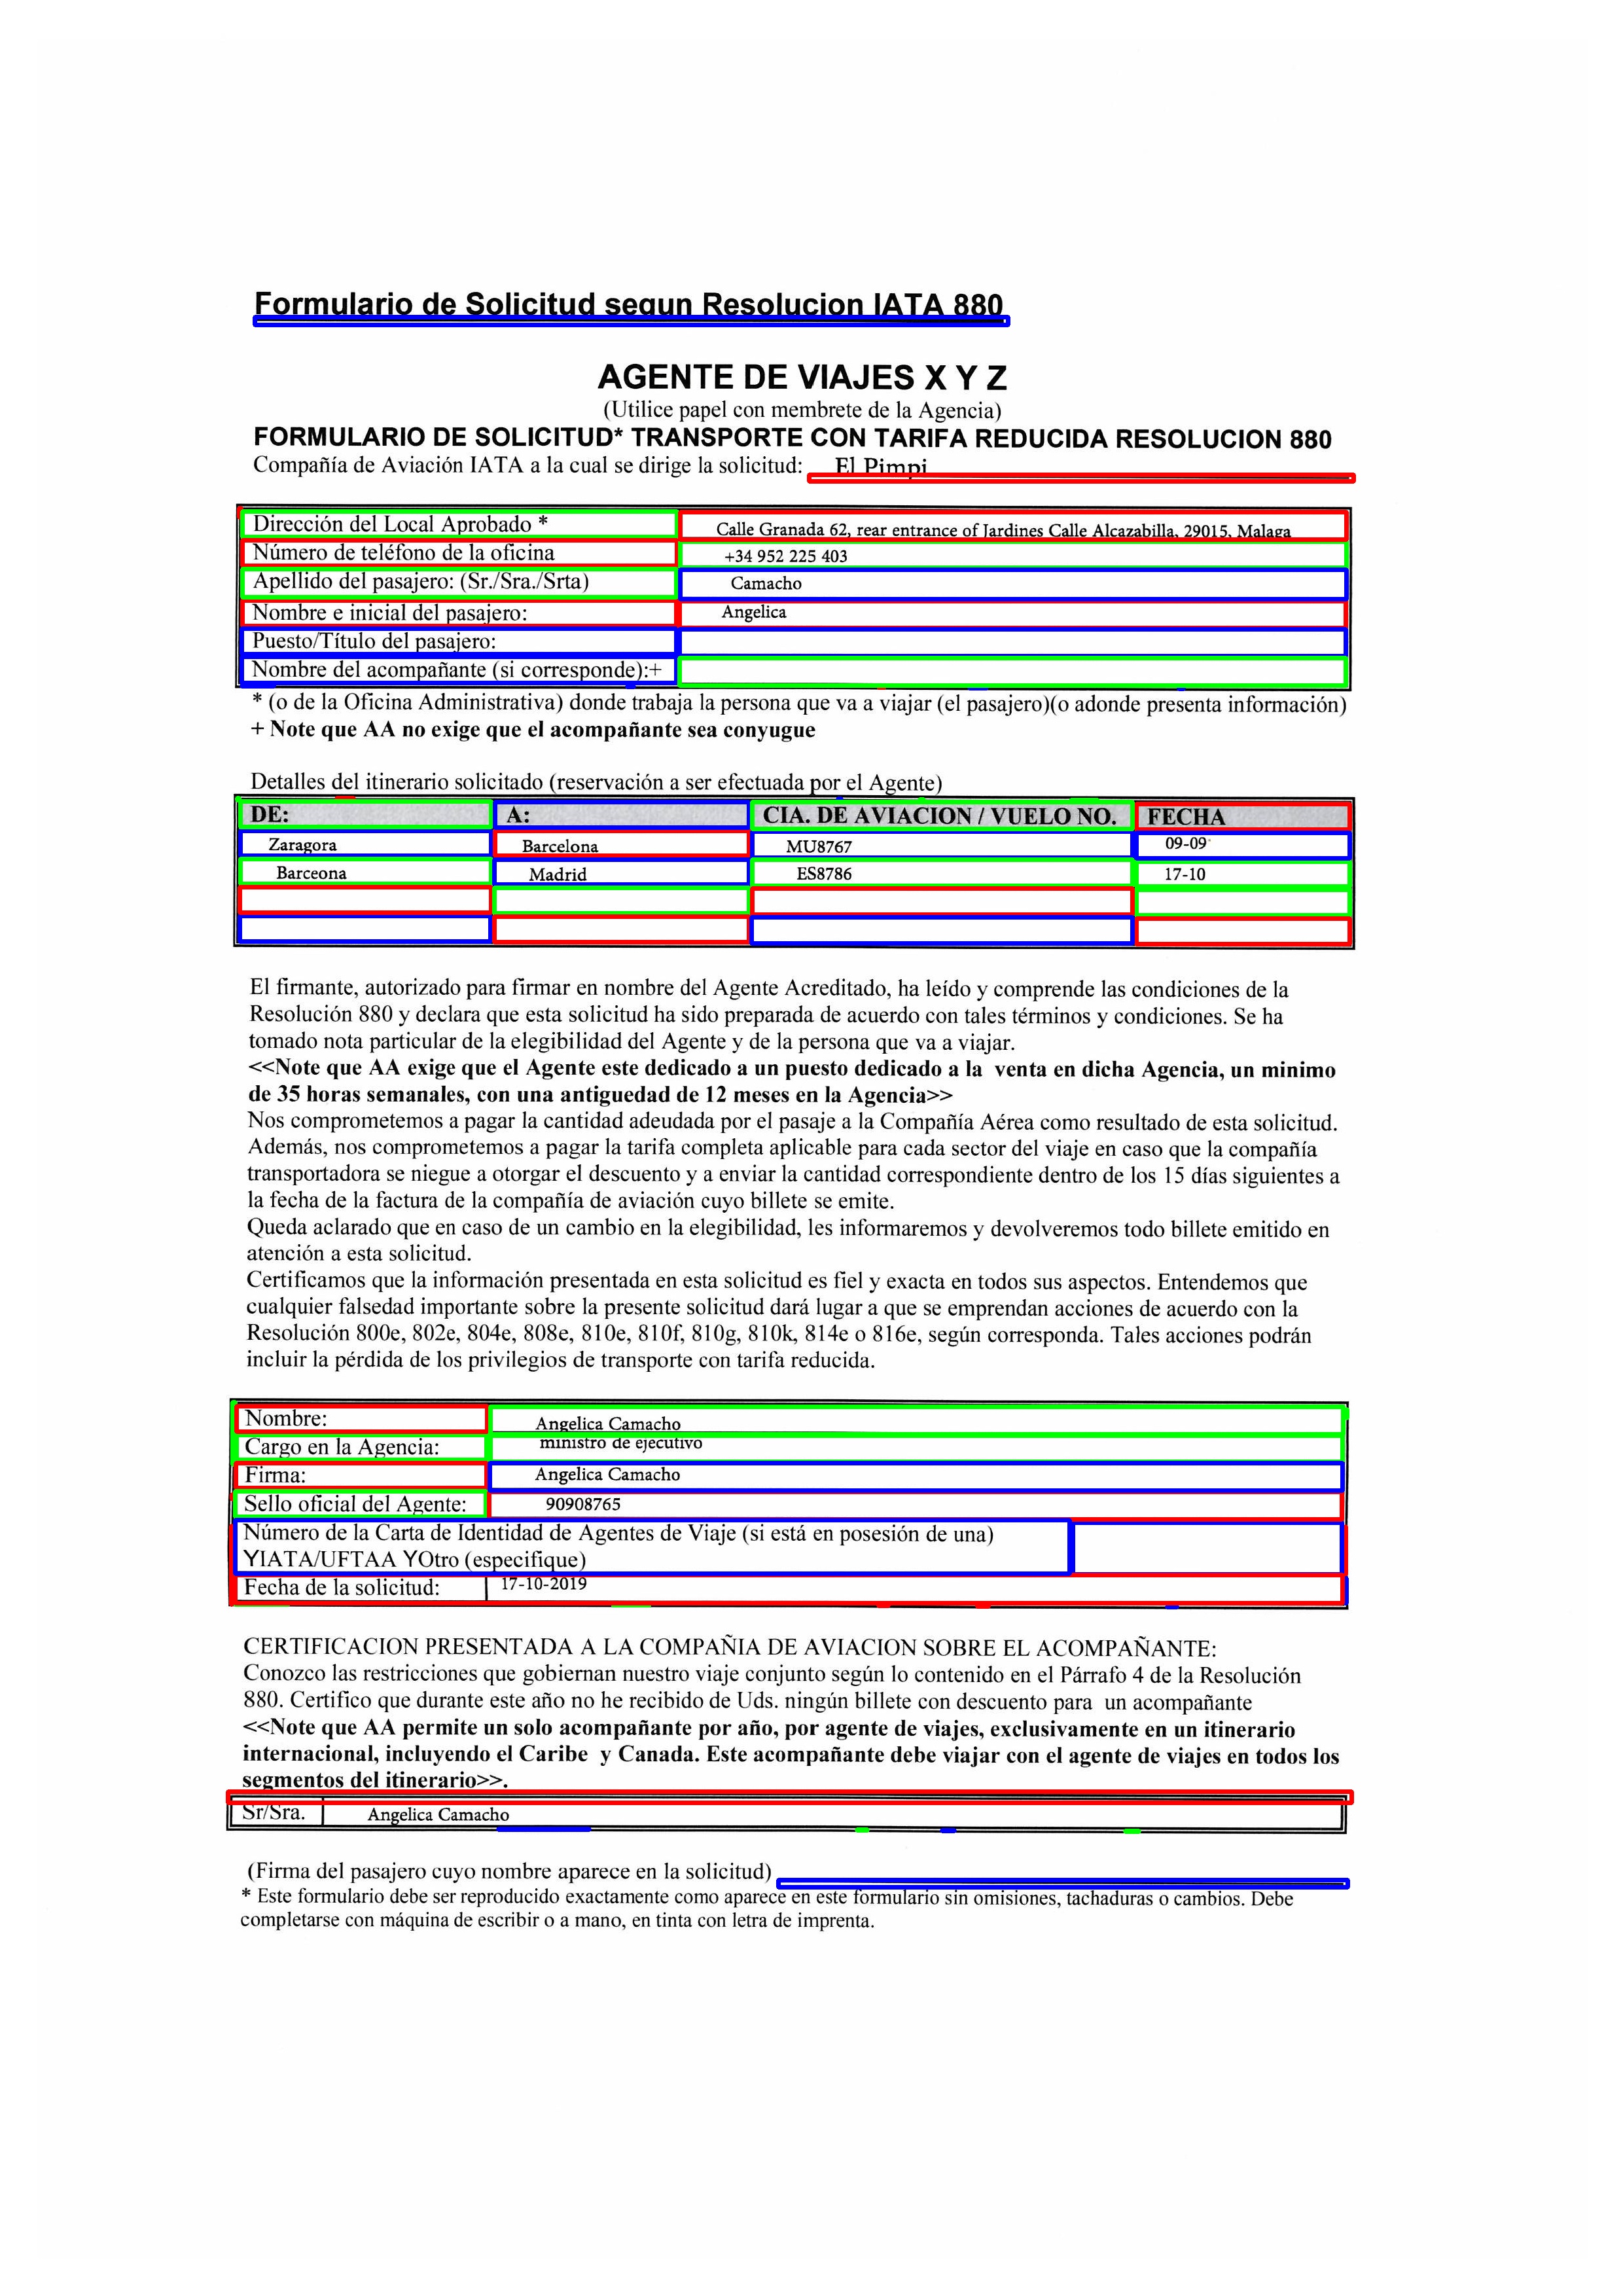 Formulario de Solicitud segun Resolucion IATA 880
AGENTE DE VIAJES X Y Z
(Utilice papel con membrete de la Agencia)
FORMULARIO DE SOLICITUD* TRANSPORTE CON TARIFA REDUCIDA RESOLUCION 880
Compañía de Aviación IATA a la cual se dirige la solicitud: El Pimpi
Dirección del Local Aprobado * Calle Granada 62, rear entrance of Jardines Calle Alcazabilla, 29015, Malaga
Número de teléfono de la oficina +34 952 225 403
Apellido del pasajero: (Sr./Sra./Srta) Camacho
Nombre e inicial del pasajero: Angelica
Puesto/Título del pasajero:
Nombre del acompañante (si corresponde):+
* (o de la Oficina Administrativa) donde trabaja la persona que va a viajar (el pasajero)(o adonde presenta información)
+ Note que AA no exige que el acompañante sea conyugue
Detalles del itinerario solicitado (reservación a ser efectuada por el Agente)
DE: A: CIA. DE AVIACION / VUELO NO. FECHA
Zaragora Barcelona MU8767 09-09
Barceona Madrid ES8786 17-10
El firmante, autorizado para firmar en nombre del Agente Acreditado, ha leído y comprende las condiciones de la
Resolución 880 y declara que esta solicitud ha sido preparada de acuerdo con tales términos y condiciones. Se ha
tomado nota particular de la elegibilidad del Agente y de la persona que va a viajar.
<<Note que AA exige que el Agente este dedicado a un puesto dedicado a la venta en dicha Agencia, un minimo
de 35 horas semanales, con una antiguedad de 12 meses en la Agencia>>
Nos comprometemos a pagar la cantidad adeudada por el pasaje a la Compañía Aérea como resultado de esta solicitud.
Además, nos comprometemos a pagar la tarifa completa aplicable para cada sector del viaje en caso que la compañía
transportadora se niegue a otorgar el descuento y a enviar la cantidad correspondiente dentro de los 15 días siguientes a
la fecha de la factura de la compañía de aviación cuyo billete se emite.
Queda aclarado que en caso de un cambio en la elegibilidad, les informaremos y devolveremos todo billete emitido en
atención a esta solicitud.
Certificamos que la información presentada en esta solicitud es fiel y exacta en todos sus aspectos. Entendemos que
cualquier falsedad importante sobre la presente solicitud dará lugar a que se emprendan acciones de acuerdo con la
Resolución 800e, 802e, 804e, 808e, 810e, 810f, 810g, 810k, 814e o 816e, según corresponda. Tales acciones podrán
incluir la pérdida de los privilegios de transporte con tarifa reducida.
Nombre: Angelica Camacho
Cargo en la Agencia: ministro de ejecutivo
Firma: Angelica Camacho
Sello oficial del Agente: 90908765
Número de la Carta de Identidad de Agentes de Viaje (si está en posesión de una)
YIATA/UFTAA YOtro (especifique)
Fecha de la solicitud: 17-10-2019
CERTIFICACION PRESENTADA A LA COMPAÑIA DE AVIACION SOBRE EL ACOMPAÑANTE:
Conozco las restricciones que gobiernan nuestro viaje conjunto según lo contenido en el Párrafo 4 de la Resolución
880. Certifico que durante este año no he recibido de Uds. ningún billete con descuento para un acompañante
<<Note que AA permite un solo acompañante por año, por agente de viajes, exclusivamente en un itinerario
internacional, incluyendo el Caribe y Canada. Este acompañante debe viajar con el agente de viajes en todos los
segmentos del itinerario>>.
Sr/Sra. Angelica Camacho
(Firma del pasajero cuyo nombre aparece en la solicitud)
* Este formulario debe ser reproducido exactamente como aparece en este formulario sin omisiones, tachaduras o cambios. Debe
completarse con máquina de escribir o a mano, en tinta con letra de imprenta.